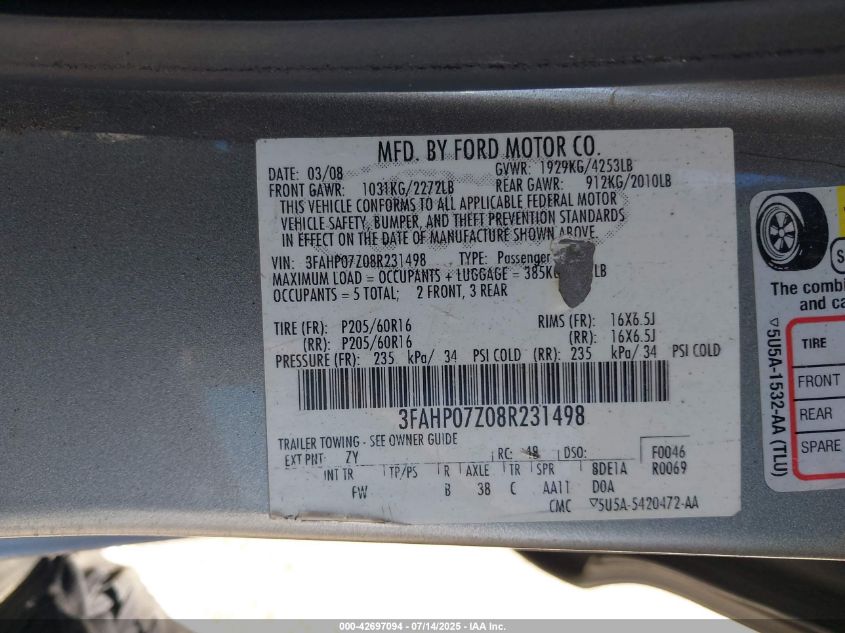 MFD. BY FORD MOTOR CO.
DATE: 03/08 GVWR: 1929KG/4253LB
FRONT GAWR: 1031KG/2272LB REAR GAWR: 912KG/2010LB
THIS VEHICLE CONFORMS TO ALL APPLICABLE FEDERAL MOTOR
VEHICLE SAFETY, BUMPER, AND THEFT PREVENTION STANDARDS
IN EFFECT ON THE DATE OF MANUFACTURE SHOWN ABOVE.
VIN: 3FAHP07Z08R231498 TYPE: Passenger
MAXIMUM LOAD = OCCUPANTS + LUGGAGE = 385K LB
OCCUPANTS = 5 TOTAL; 2 FRONT, 3 REAR
TIRE (FR): P205/60R16 RIMS (FR): 16X6.5J
(RR): P205/60R16 (RR): 16X6.5J
PRESSURE (FR): 235 kPa/ 34 PSI COLD (RR): 235 kPa/ 34 PSI COLD
3FAHP07Z08R231498
TRAILER TOWING - SEE OWNER GUIDE
EXT PNT: ZY RC: 48 DSO: F0046
INT TR TP/PS R AXLE TR SPR 8DE1A R0069
FW B 38 C AA11 D0A
CMC ▽5U5A-5420472-AA
The comb
and ca
TIRE
FRONT
REAR
SPARE
▽5U5A-1532-AA (TLU)
000-42697094 / 07/14/2025 - IAA Inc.